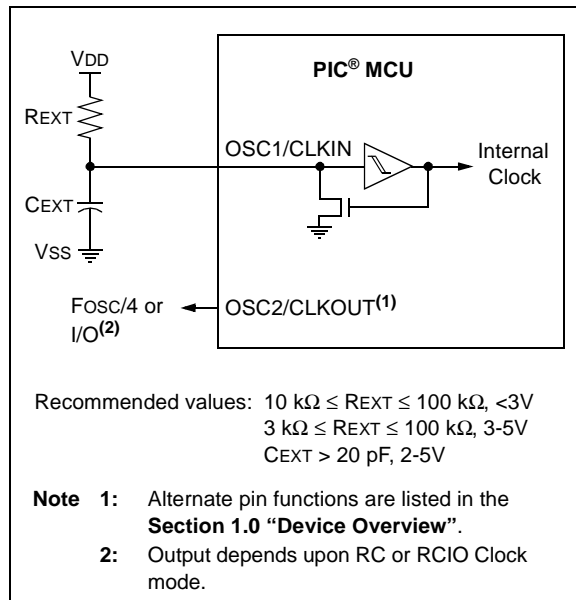 VDD
PIC® MCU
REXT
OSC1/CLKIN
Internal
Clock
CEXT
VSS
FOSC/4 or
I/O(2)
OSC2/CLKOUT(1)
Recommended values: 10 kΩ ≤ REXT ≤ 100 kΩ, <3V
3 kΩ ≤ REXT ≤ 100 kΩ, 3-5V
CEXT > 20 pF, 2-5V
Note 1: Alternate pin functions are listed in the
Section 1.0 “Device Overview”.
2: Output depends upon RC or RCIO Clock
mode.